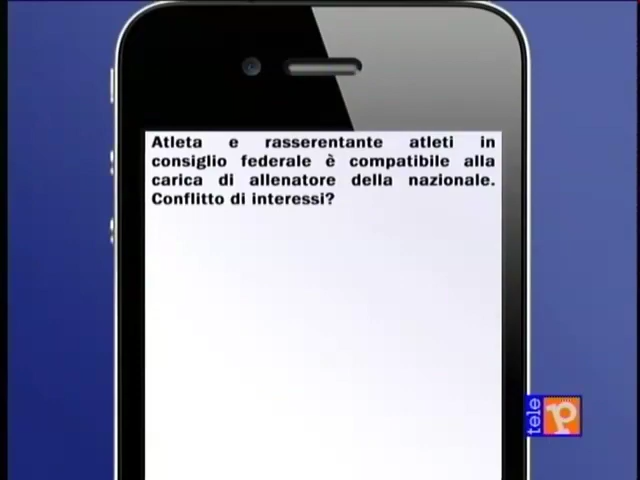 Atleta e rasserentante atleti in
consiglio federale è compatibile alla
carica di allenatore della nazionale.
Conflitto di interessi?
tele p